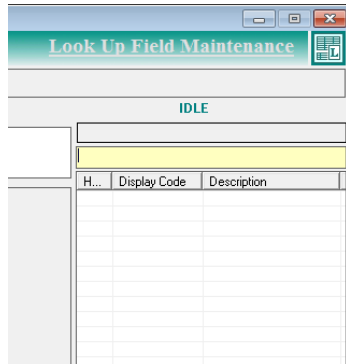 Look Up Field Maintenance
L
IDLE
H... Display Code Description